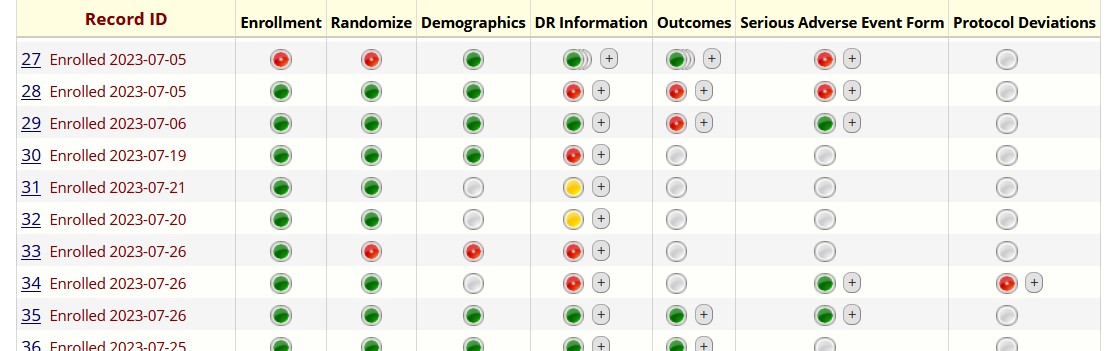 Record ID Enrollment Randomize Demographics DR Information Outcomes Serious Adverse Event Form Protocol Deviations
27 Enrolled 2023-07-05 + + +
28 Enrolled 2023-07-05 + + +
29 Enrolled 2023-07-06 + + +
30 Enrolled 2023-07-19 +
31 Enrolled 2023-07-21 +
32 Enrolled 2023-07-20 +
33 Enrolled 2023-07-26 +
34 Enrolled 2023-07-26 + + +
35 Enrolled 2023-07-26 + + +
36 Enrolled 2023-07-25 + +